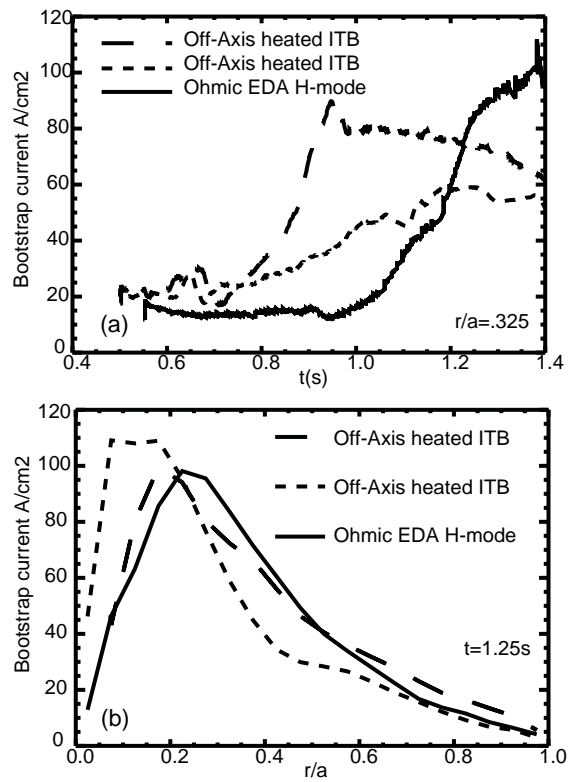 120
Off-Axis heated ITB
Off-Axis heated ITB
Ohmic EDA H-mode
100
80
60
40
20
0
Bootstrap current A/cm2
(a)
r/a=.325
0.4 0.6 0.8 1.0 1.2 1.4
t(s)
120
Off-Axis heated ITB
100
Off-Axis heated ITB
80
Ohmic EDA H-mode
60
40
t=1.25s
20
0
Bootstrap current A/cm2
(b)
0.0 0.2 0.4 0.6 0.8 1.0
r/a